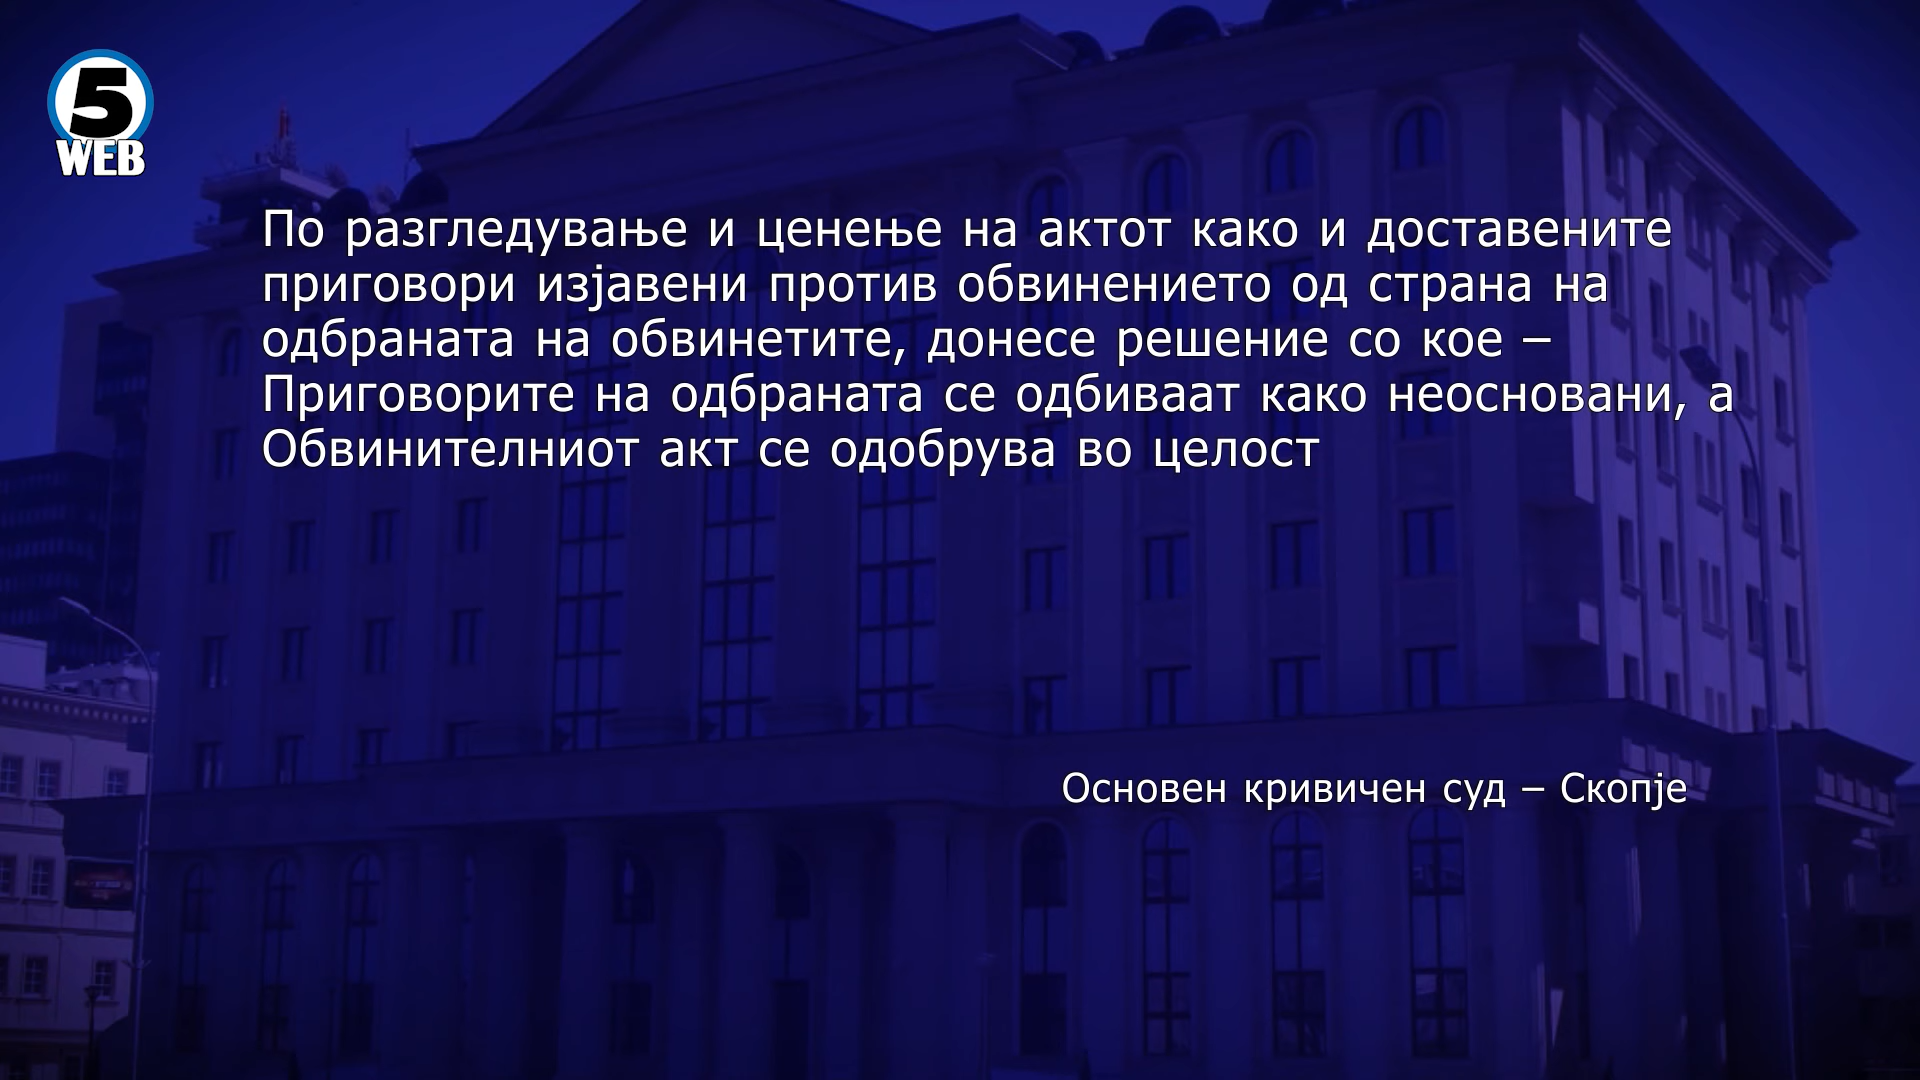 5
WEB
По разгледување и ценење на актот како и доставените
приговори изјавени против обвинението од страна на
одбраната на обвинетите, донесе решение со кое –
Приговорите на одбраната се одбиваат како неосновани, а
Обвинителниот акт се одобрува во целост
Основен кривичен суд – Скопје